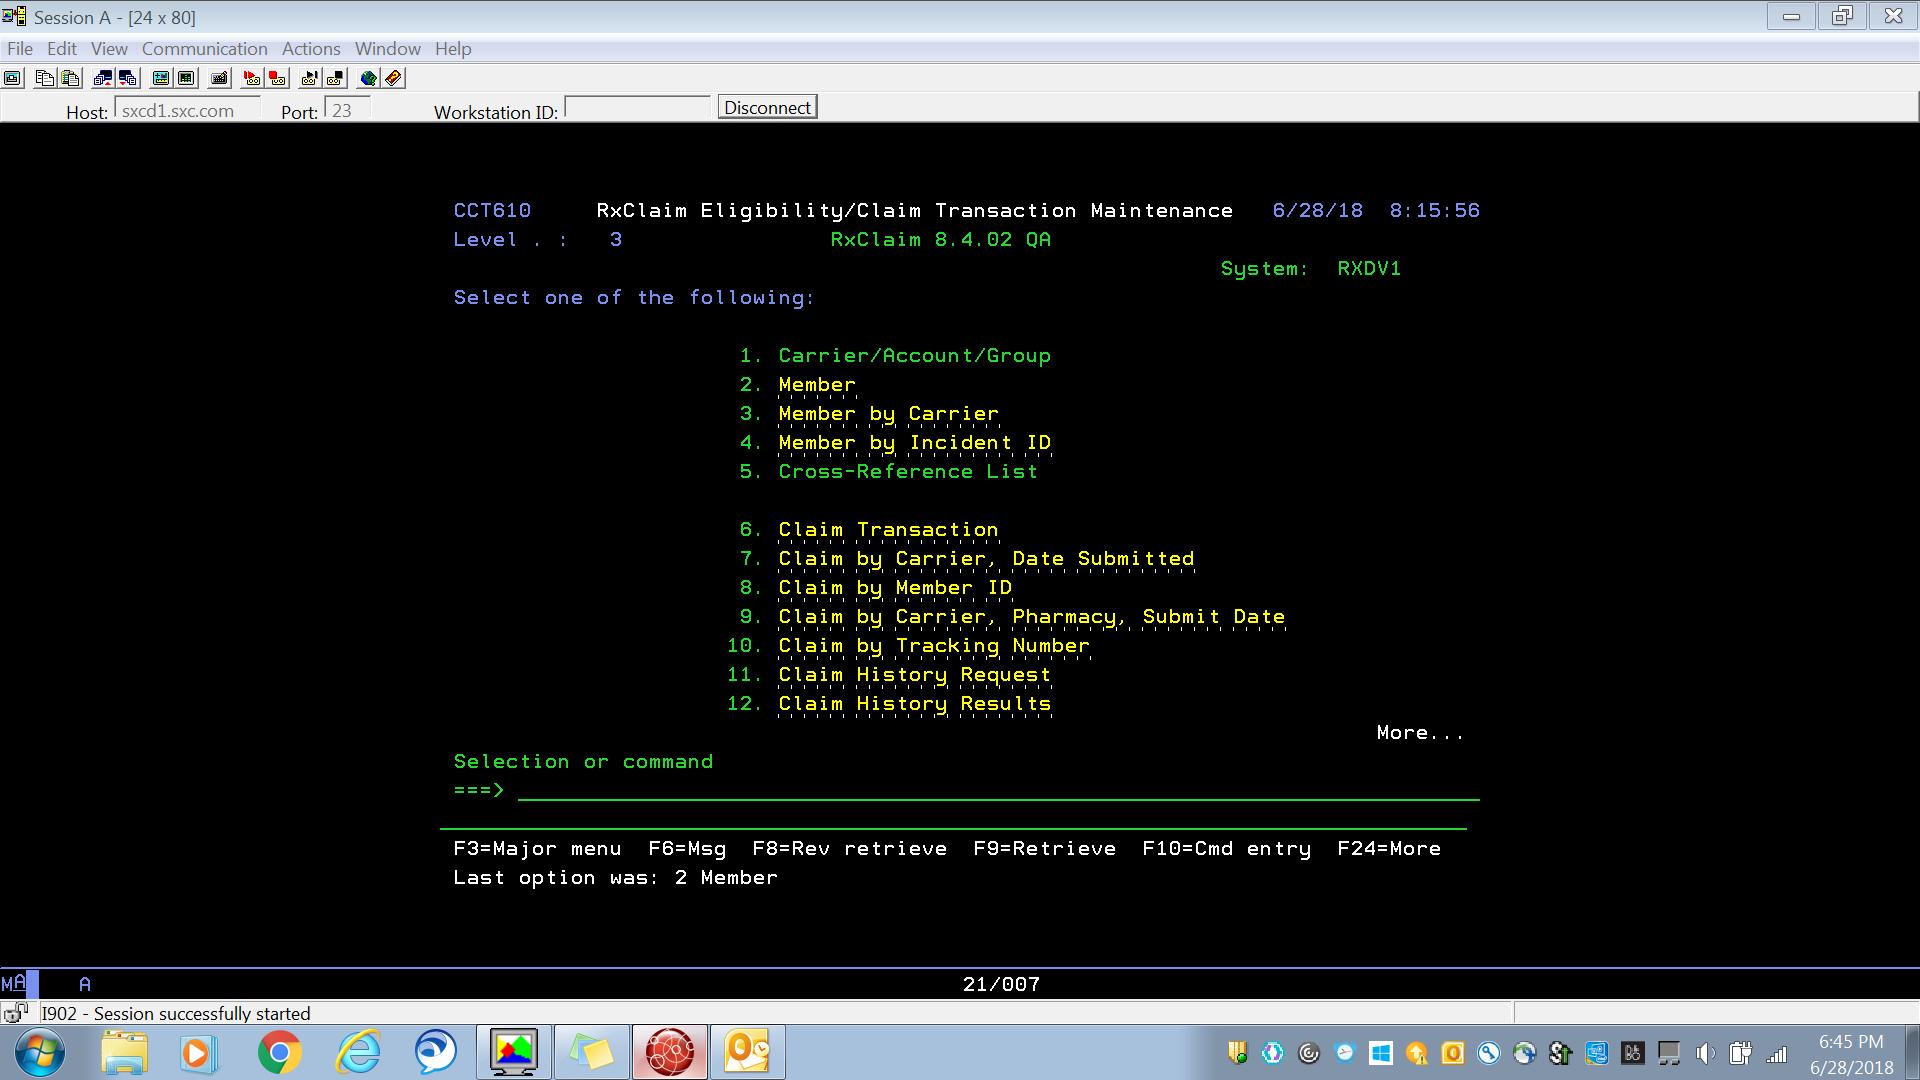 Session A - [24 x 80]
File Edit View Communication Actions Window Help
Host: sxcd1.sxc.com Port: 23 Workstation ID: Disconnect
CCT610 RxClaim Eligibility/Claim Transaction Maintenance 6/28/18 8:15:56
Level . : 3 RxClaim 8.4.02 QA
System: RXDV1
Select one of the following:
1. Carrier/Account/Group
2. Member
3. Member by Carrier
4. Member by Incident ID
5. Cross-Reference List
6. Claim Transaction
7. Claim by Carrier, Date Submitted
8. Claim by Member ID
9. Claim by Carrier, Pharmacy, Submit Date
10. Claim by Tracking Number
11. Claim History Request
12. Claim History Results
More...
Selection or command
===>
F3=Major menu F6=Msg F8=Rev retrieve F9=Retrieve F10=Cmd entry F24=More
Last option was: 2 Member
MA A 21/007
I902 - Session successfully started
6:45 PM
6/28/2018